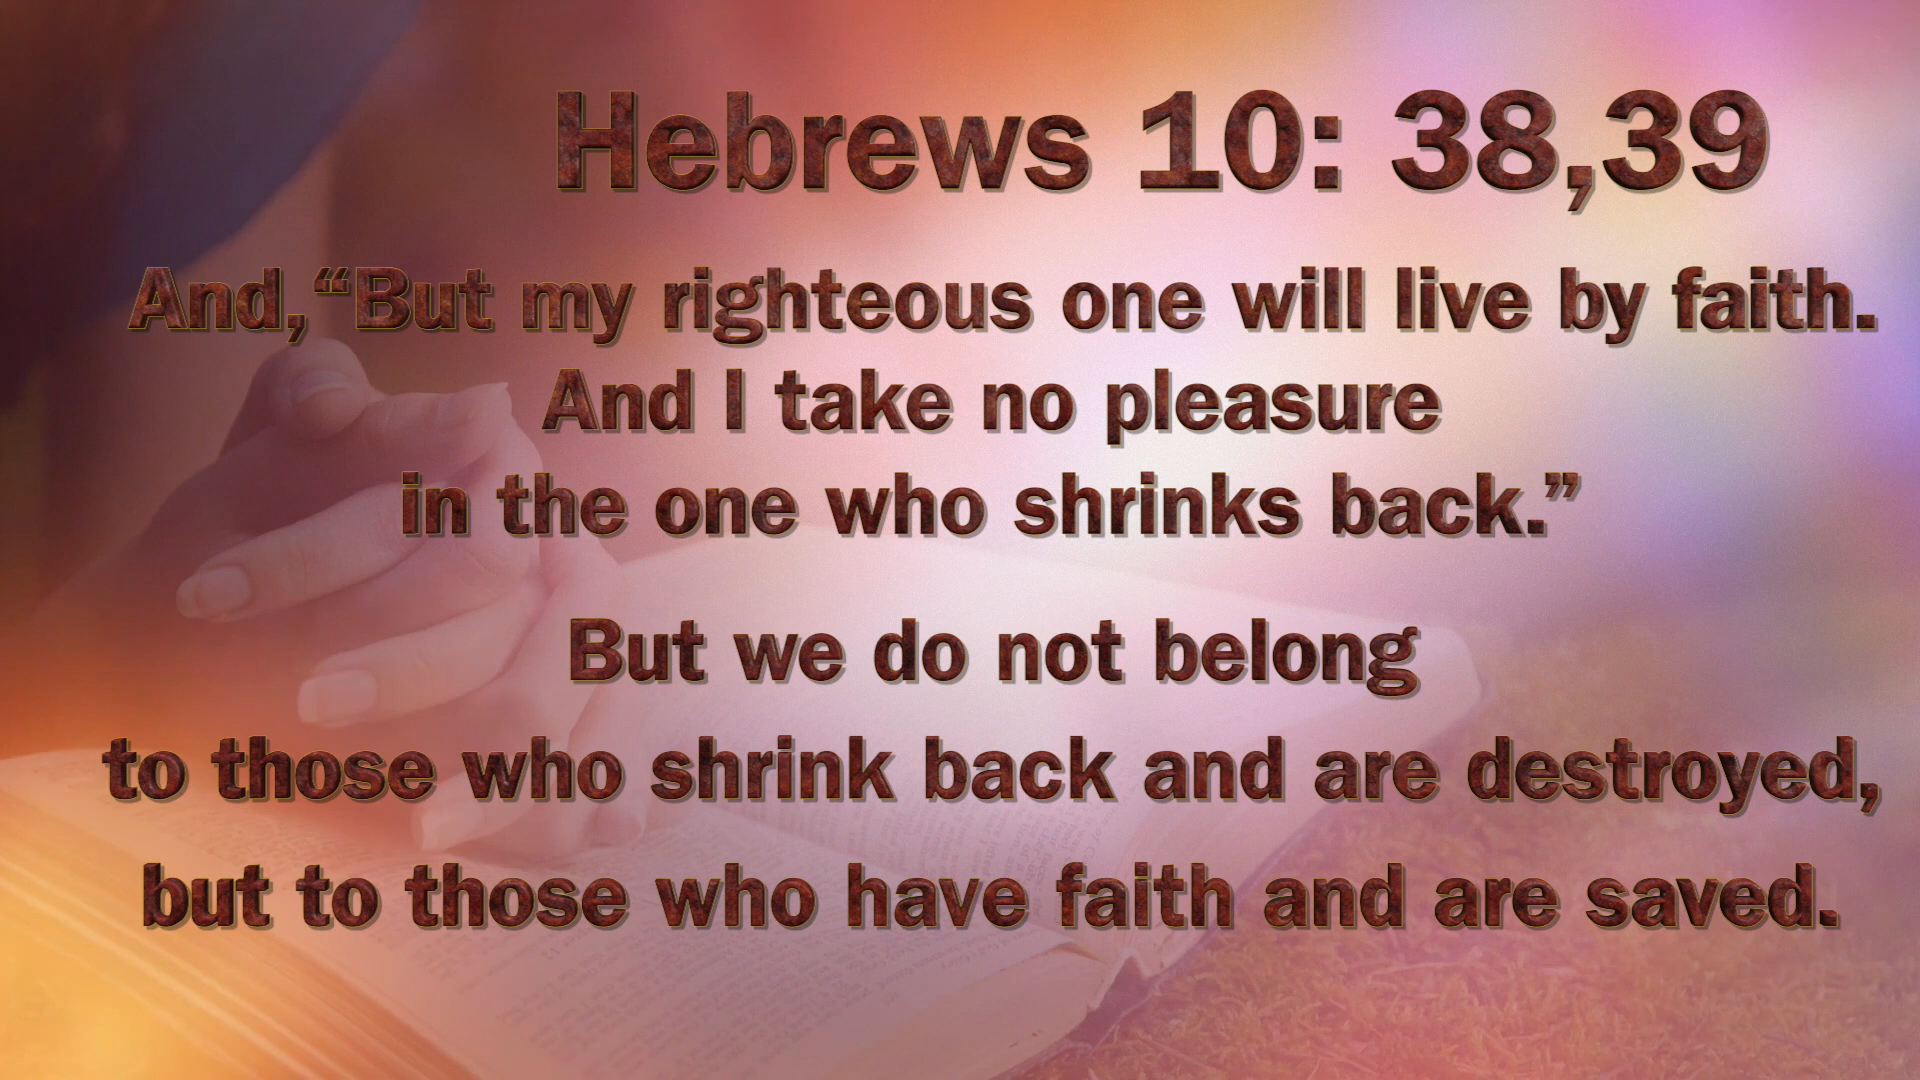 Hebrews 10: 38,39
And,“But my righteous one will live by faith.
And I take no pleasure
in the one who shrinks back.”
But we do not belong
to those who shrink back and are destroyed,
but to those who have faith and are saved.